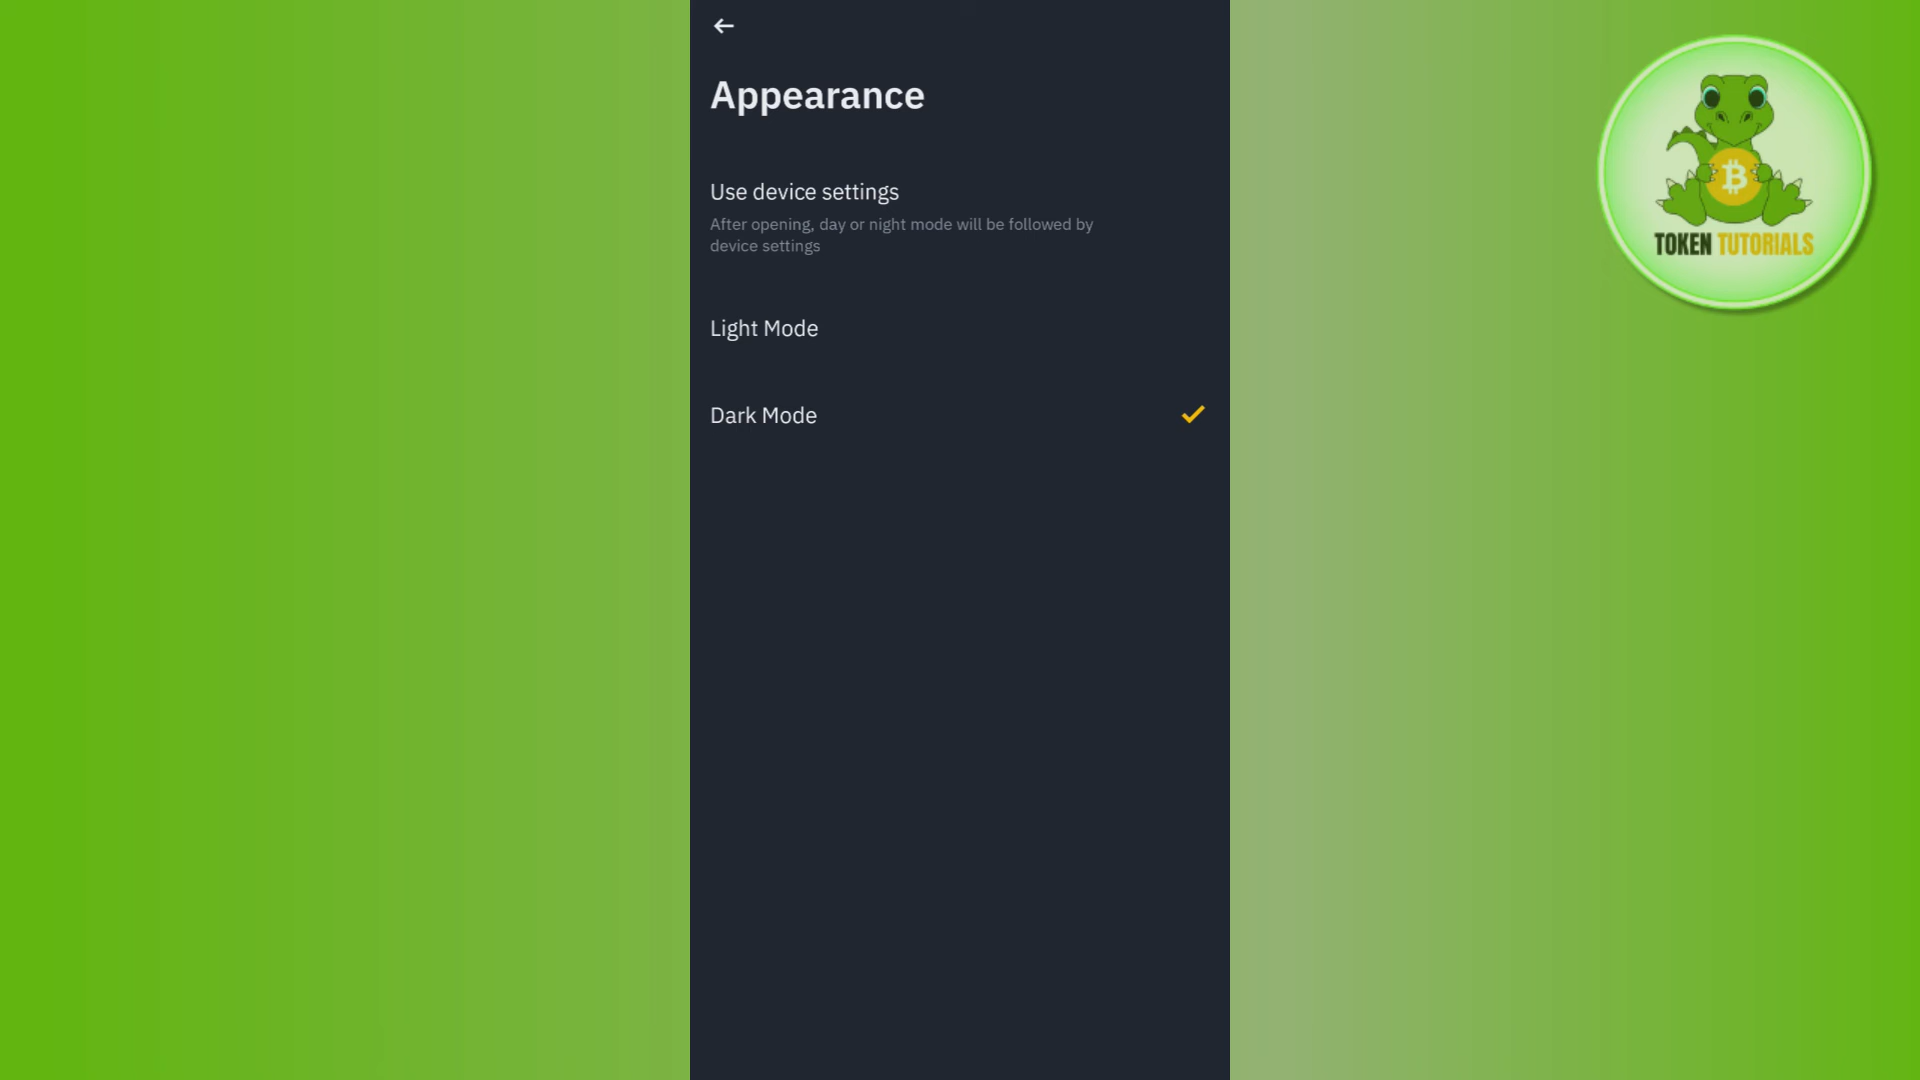 Appearance
Use device settings
After opening, day or night mode will be followed by
device settings
Light Mode
Dark Mode
TOKEN TUTORIALS